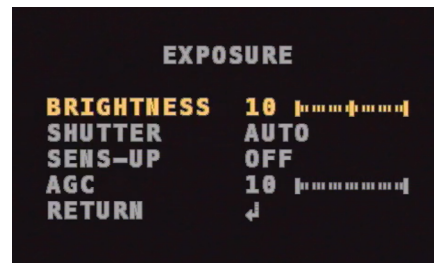 EXPOSURE
BRIGHTNESS 10
SHUTTER AUTO
SENS-UP OFF
AGC 10
RETURN ↲